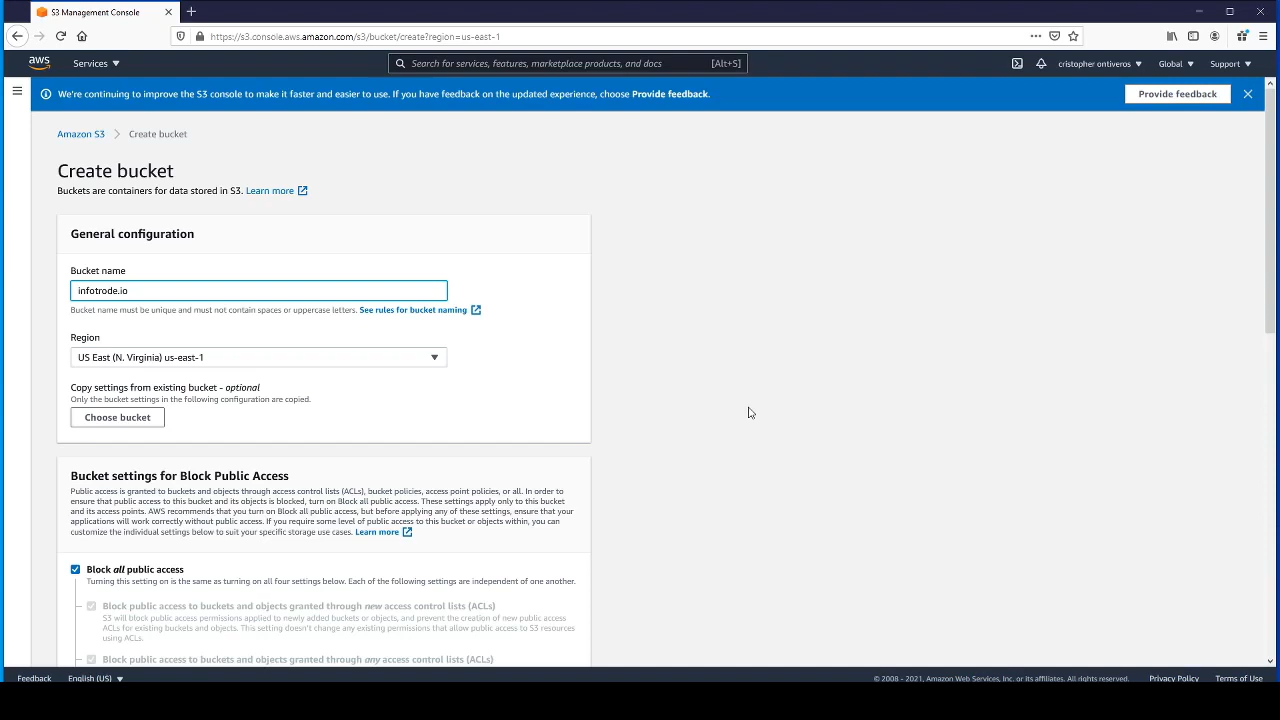 S3 Management Console
https://s3.console.aws.amazon.com/s3/bucket/create?region=us-east-1
aws
Services
Search for services, features, marketplace products, and docs
[Alt+S]
cristopher ontiveros
Global
Support
We're continuing to improve the S3 console to make it faster and easier to use. If you have feedback on the updated experience, choose Provide feedback.
Provide feedback
Amazon S3
Create bucket
Create bucket
Buckets are containers for data stored in S3. Learn more
General configuration
Bucket name
infotrode.io
Bucket name must be unique and must not contain spaces or uppercase letters. See rules for bucket naming
Region
US East (N. Virginia) us-east-1
Copy settings from existing bucket - optional
Only the bucket settings in the following configuration are copied.
Choose bucket
Bucket settings for Block Public Access
Public access is granted to buckets and objects through access control lists (ACLs), bucket policies, access point policies, or all. In order to
ensure that public access to this bucket and its objects is blocked, turn on Block all public access. These settings apply only to this bucket
and its access points. AWS recommends that you turn on Block all public access, but before applying any of these settings, ensure that your
applications will work correctly without public access. If you require some level of public access to this bucket or objects within, you can
customize the individual settings below to suit your specific storage use cases. Learn more
Block all public access
Turning this setting on is the same as turning on all four settings below. Each of the following settings are independent of one another.
Block public access to buckets and objects granted through new access control lists (ACLs)
S3 will block public access permissions applied to newly added buckets or objects, and prevent the creation of new public access
ACLs for existing buckets and objects. This setting doesn't change any existing permissions that allow public access to S3 resources
using ACLs.
Block public access to buckets and objects granted through any access control lists (ACLs)
Feedback
English (US)
© 2008 - 2021, Amazon Web Services, Inc. or its affiliates. All rights reserved.
Privacy Policy
Terms of Use